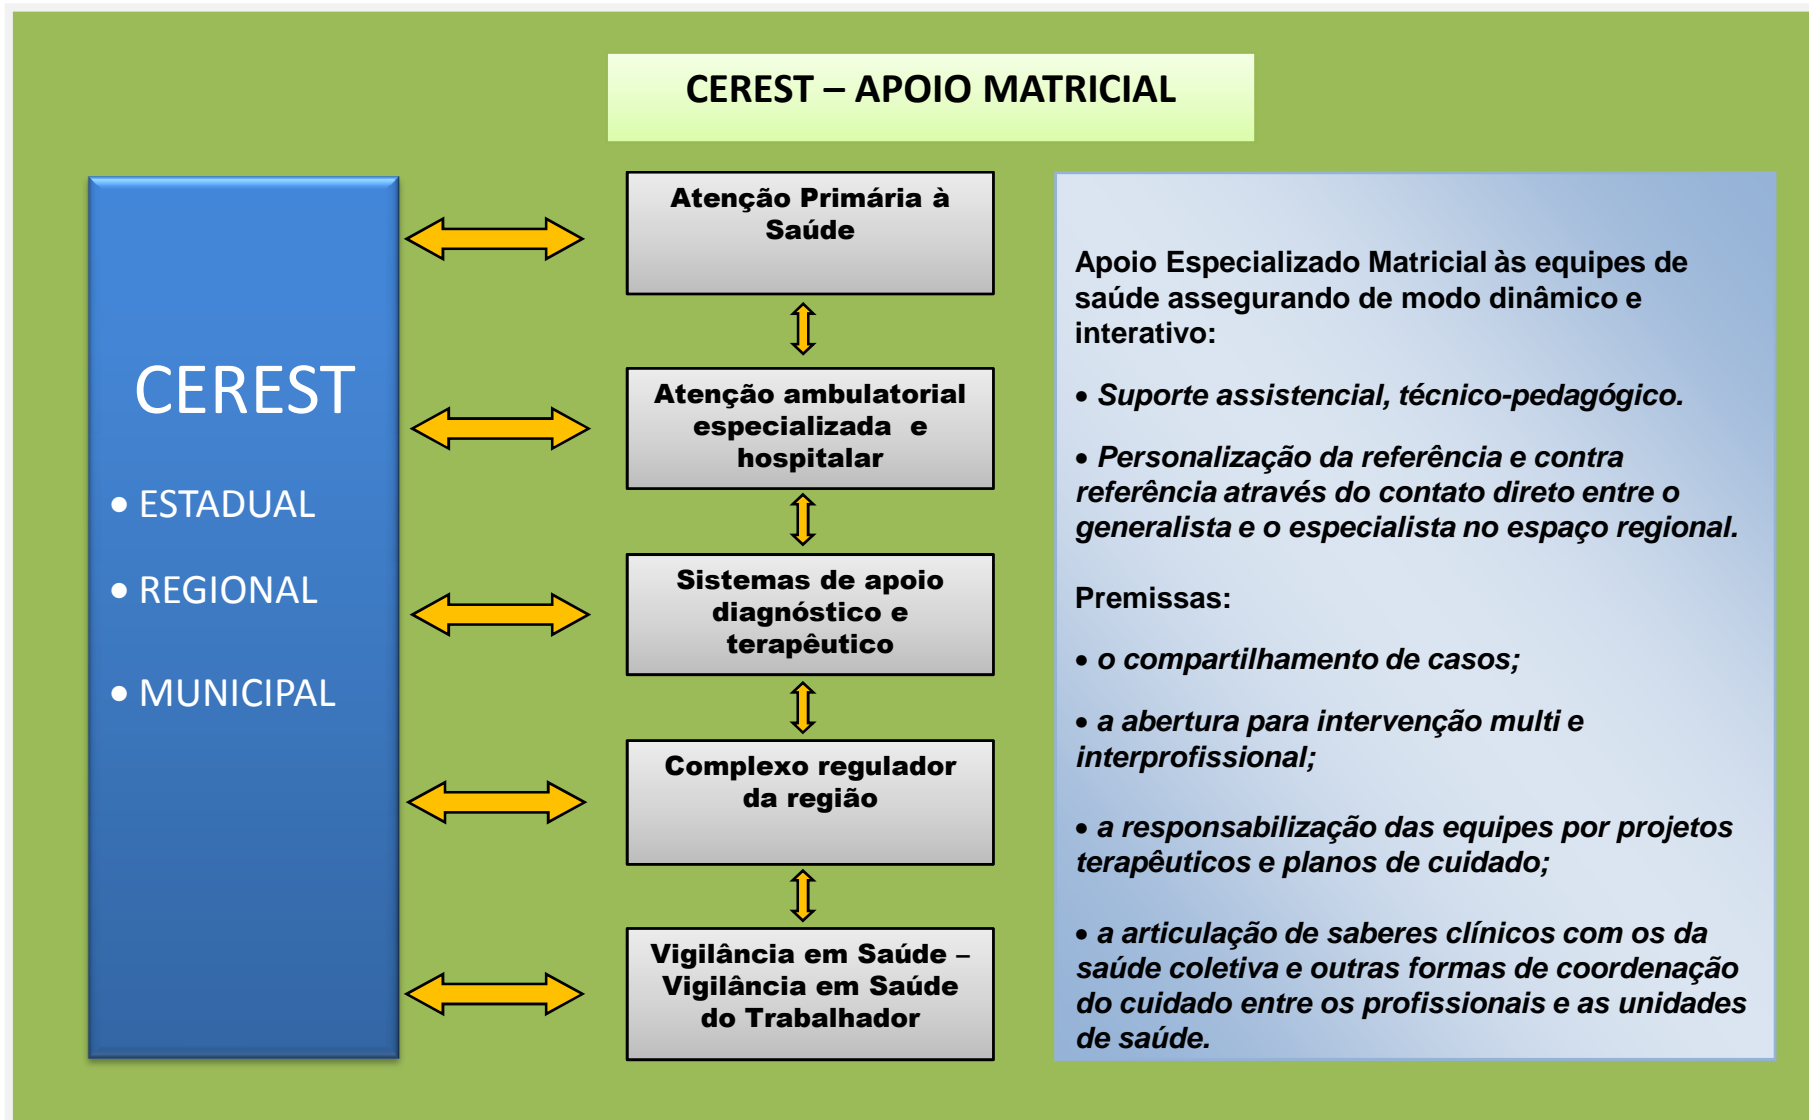 CEREST – APOIO MATRICIAL
CEREST
• ESTADUAL
• REGIONAL
• MUNICIPAL
Atenção Primária à
Saúde
Atenção ambulatorial
especializada e
hospitalar
Sistemas de apoio
diagnóstico e
terapêutico
Complexo regulador
da região
Vigilância em Saúde –
Vigilância em Saúde
do Trabalhador
Apoio Especializado Matricial às equipes de
saúde assegurando de modo dinâmico e
interativo:
• Suporte assistencial, técnico-pedagógico.
• Personalização da referência e contra
referência através do contato direto entre o
generalista e o especialista no espaço regional.
Premissas:
• o compartilhamento de casos;
• a abertura para intervenção multi e
interprofissional;
• a responsabilização das equipes por projetos
terapêuticos e planos de cuidado;
• a articulação de saberes clínicos com os da
saúde coletiva e outras formas de coordenação
do cuidado entre os profissionais e as unidades
de saúde.